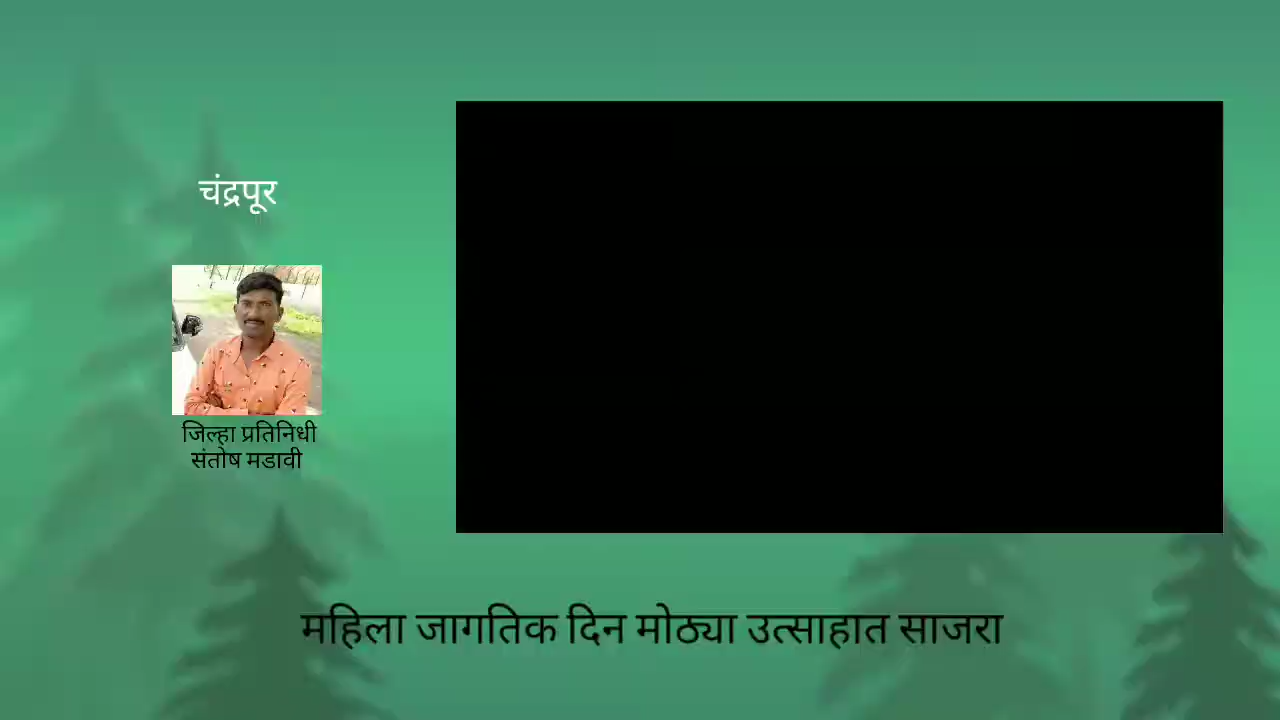 चंद्रपूर
जिल्हा प्रतिनिधी
संतोष मडावी
महिला जागतिक दिन मोठ्या उत्साहात साजरा